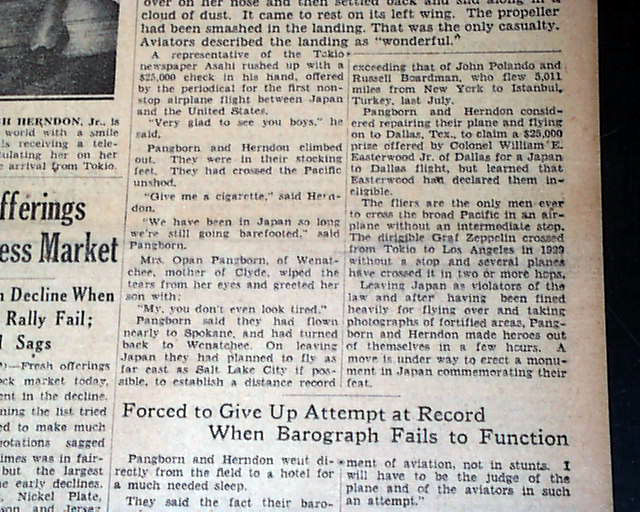 over on her nose and then settled back and slid along in a
cloud of dust. It came to rest on its left wing. The propeller
had been smashed in the landing. That was the only casualty.
Aviators described the landing as "wonderful."
A representative of the Tokio
newspaper Asahi rushed up with a
$25,000 check in his hand, offered
by the periodical for the first non-
stop airplane flight between Japan
and the United States.
"Very glad to see you boys," he
said.
Pangborn and Herndon climbed
out. They were in their stocking
feet. They had crossed the Pacific
unshod.
"Give me a cigarette," said Hern-
don.
"We have been in Japan so long
we're still going barefooted," said
Pangborn.
Mrs. Opan Pangborn, of Wenat-
chee, mother of Clyde, wiped the
tears from her eyes and greeted her
son with:
"My, you don't even look tired."
Pangborn said they had flown
nearly to Spokane, and had turned
back to Wenatchee. On leaving
Japan they had planned to fly as
far east as Salt Lake City if pos-
sible, to establish a distance record
exceeding that of John Polando and
Russell Boardman, who flew 5,011
miles from New York to Istanbul,
Turkey, last July.
Pangborn and Herndon consid-
ered repairing their plane and flying
on to Dallas, Tex., to claim a $25,000
prize offered by Colonel William E.
Easterwood Jr. of Dallas for a Japan
to Dallas flight, but learned that
Easterwood had declared them in-
eligible.
The fliers are the only men ever
to cross the broad Pacific in an air-
plane without an intermediate stop.
The dirigible Graf Zeppelin crossed
from Tokio to Los Angeles in 1929
without a stop and several planes
have crossed it in two or more hops.
Leaving Japan as violators of the
law and after having been fined
heavily for flying over and taking
photographs of fortified areas, Pang-
born and Herndon made heroes out
of themselves in a few hours. A
move is under way to erect a monu-
ment in Japan commemorating their
feat.
Forced to Give Up Attempt at Record
When Barograph Fails to Function
Pangborn and Herndon went di-
rectly from the field to a hotel for
a much needed sleep.
They said the fact their baro-
ment of aviation, not in stunts. I
will have to be the judge of the
plane and of the aviators in such
an attempt."
H HERNDON, Jr., is
world with a smile
is receiving a tele-
ulating her on her
arrival from Tokio.
fferings
ess Market
n Decline When
Rally Fail;
Sags
)—Fresh offerings
ock market today,
ent in the decline.
ning the list tried
ed to make much
otations sagged
imes was in fair-
but the largest
e early declines.
Nickel Plate,
son and Jersey